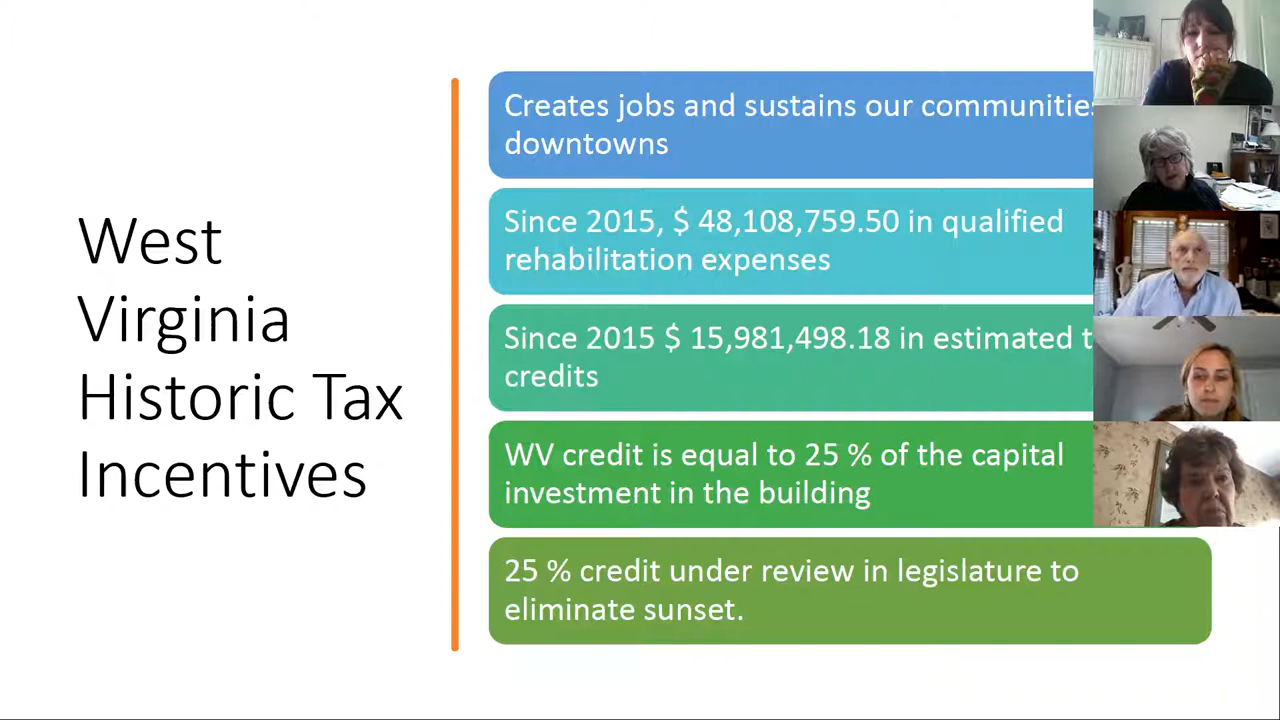 West
Virginia
Historic Tax
Incentives
Creates jobs and sustains our
downtowns
Since 2015, $ 48,108,759.50 in qualified
rehabilitation expenses
Since 2015 $ 15,981,498.18 in estimated
credits
WV credit is equal to 25 % of the capital
investment in the building
25 % credit under review in legislature to
eliminate sunset.